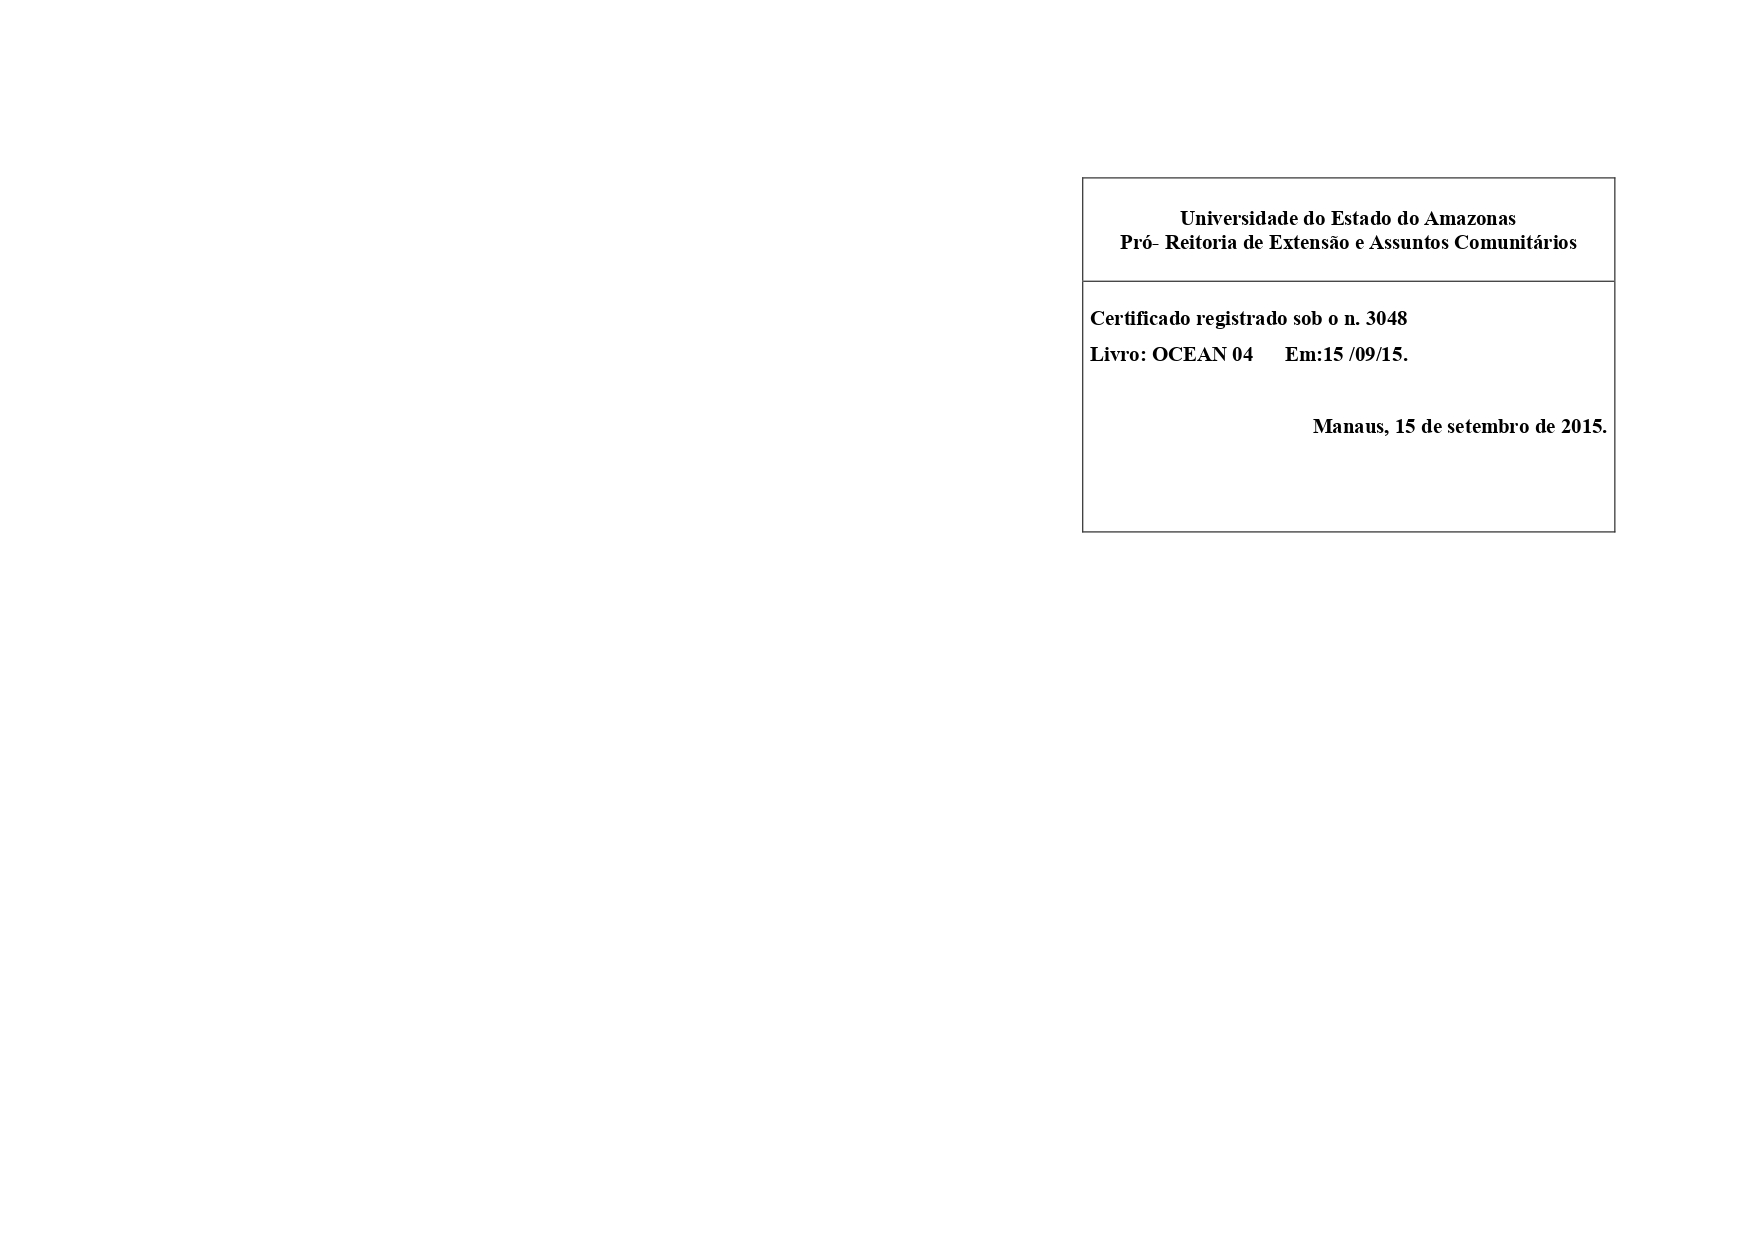 Universidade do Estado do Amazonas
Pró- Reitoria de Extensão e Assuntos Comunitários
Certificado registrado sob o n. 3048
Livro: OCEAN 04 Em:15 /09/15.
Manaus, 15 de setembro de 2015.